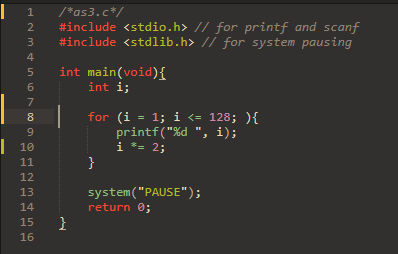 1 /*as3.c*/
2 #include <stdio.h> // for printf and scanf
3 #include <stdlib.h> // for system pausing
4
5 int main(void){
6 int i;
7
8 for (i = 1; i <= 128; ){
9 printf("%d ", i);
10 i *= 2;
11 }
12
13 system("PAUSE");
14 return 0;
15 }
16